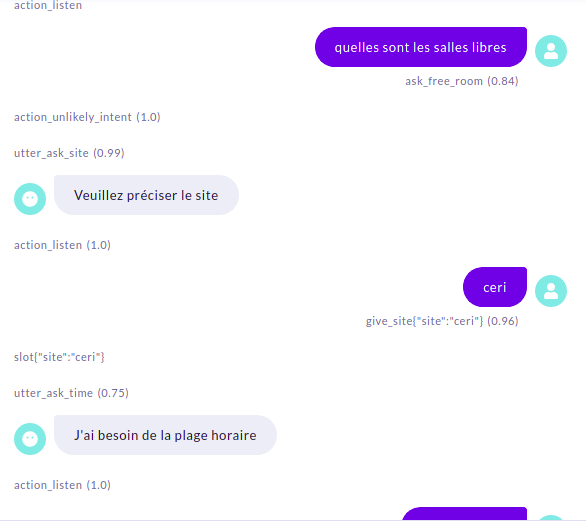 action_listen
quelles sont les salles libres
ask_free_room (0.84)
action_unlikely_intent (1.0)
utter_ask_site (0.99)
Veuillez préciser le site
action_listen (1.0)
ceri
give_site{"site":"ceri"} (0.96)
slot{"site":"ceri"}
utter_ask_time (0.75)
J'ai besoin de la plage horaire
action_listen (1.0)